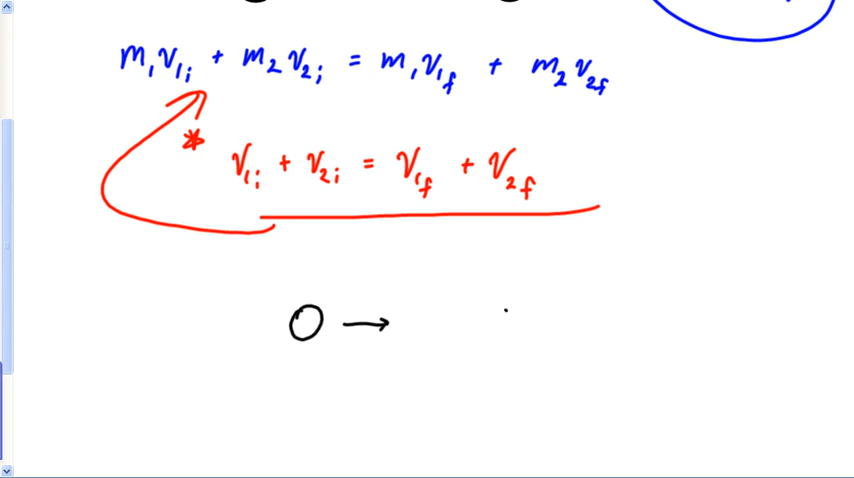 m₁v₁ᵢ + m₂v₂ᵢ = m₁v₁f + m₂v₂f
* v₁ᵢ + v₂ᵢ = v₁f + v₂f